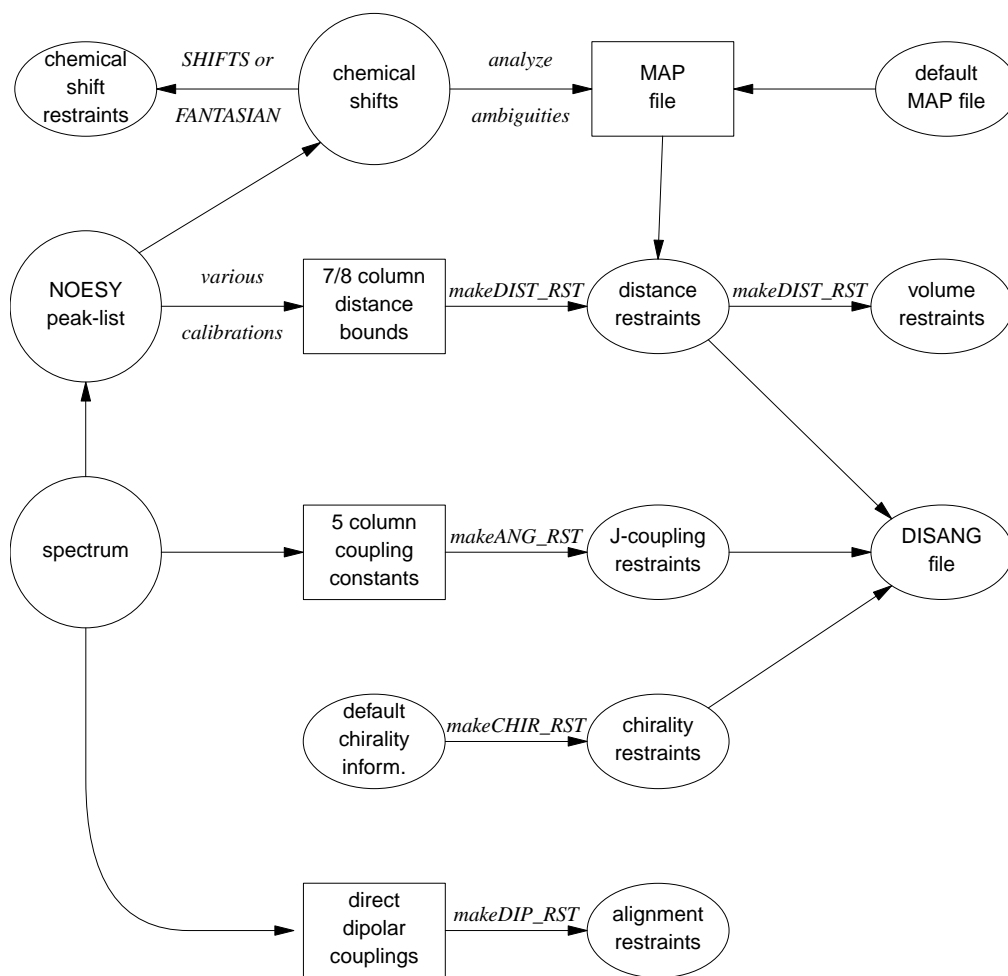 chemical
shift
restraints
SHIFTS or
FANTASIAN
chemical
shifts
analyze
ambiguities
MAP
file
default
MAP file
NOESY
peak-list
various
calibrations
7/8 column
distance
bounds
makeDIST_RST
distance
restraints
makeDIST_RST
volume
restraints
spectrum
5 column
coupling
constants
makeANG_RST
J-coupling
restraints
DISANG
file
default
chirality
inform.
makeCHIR_RST
chirality
restraints
direct
dipolar
couplings
makeDIP_RST
alignment
restraints